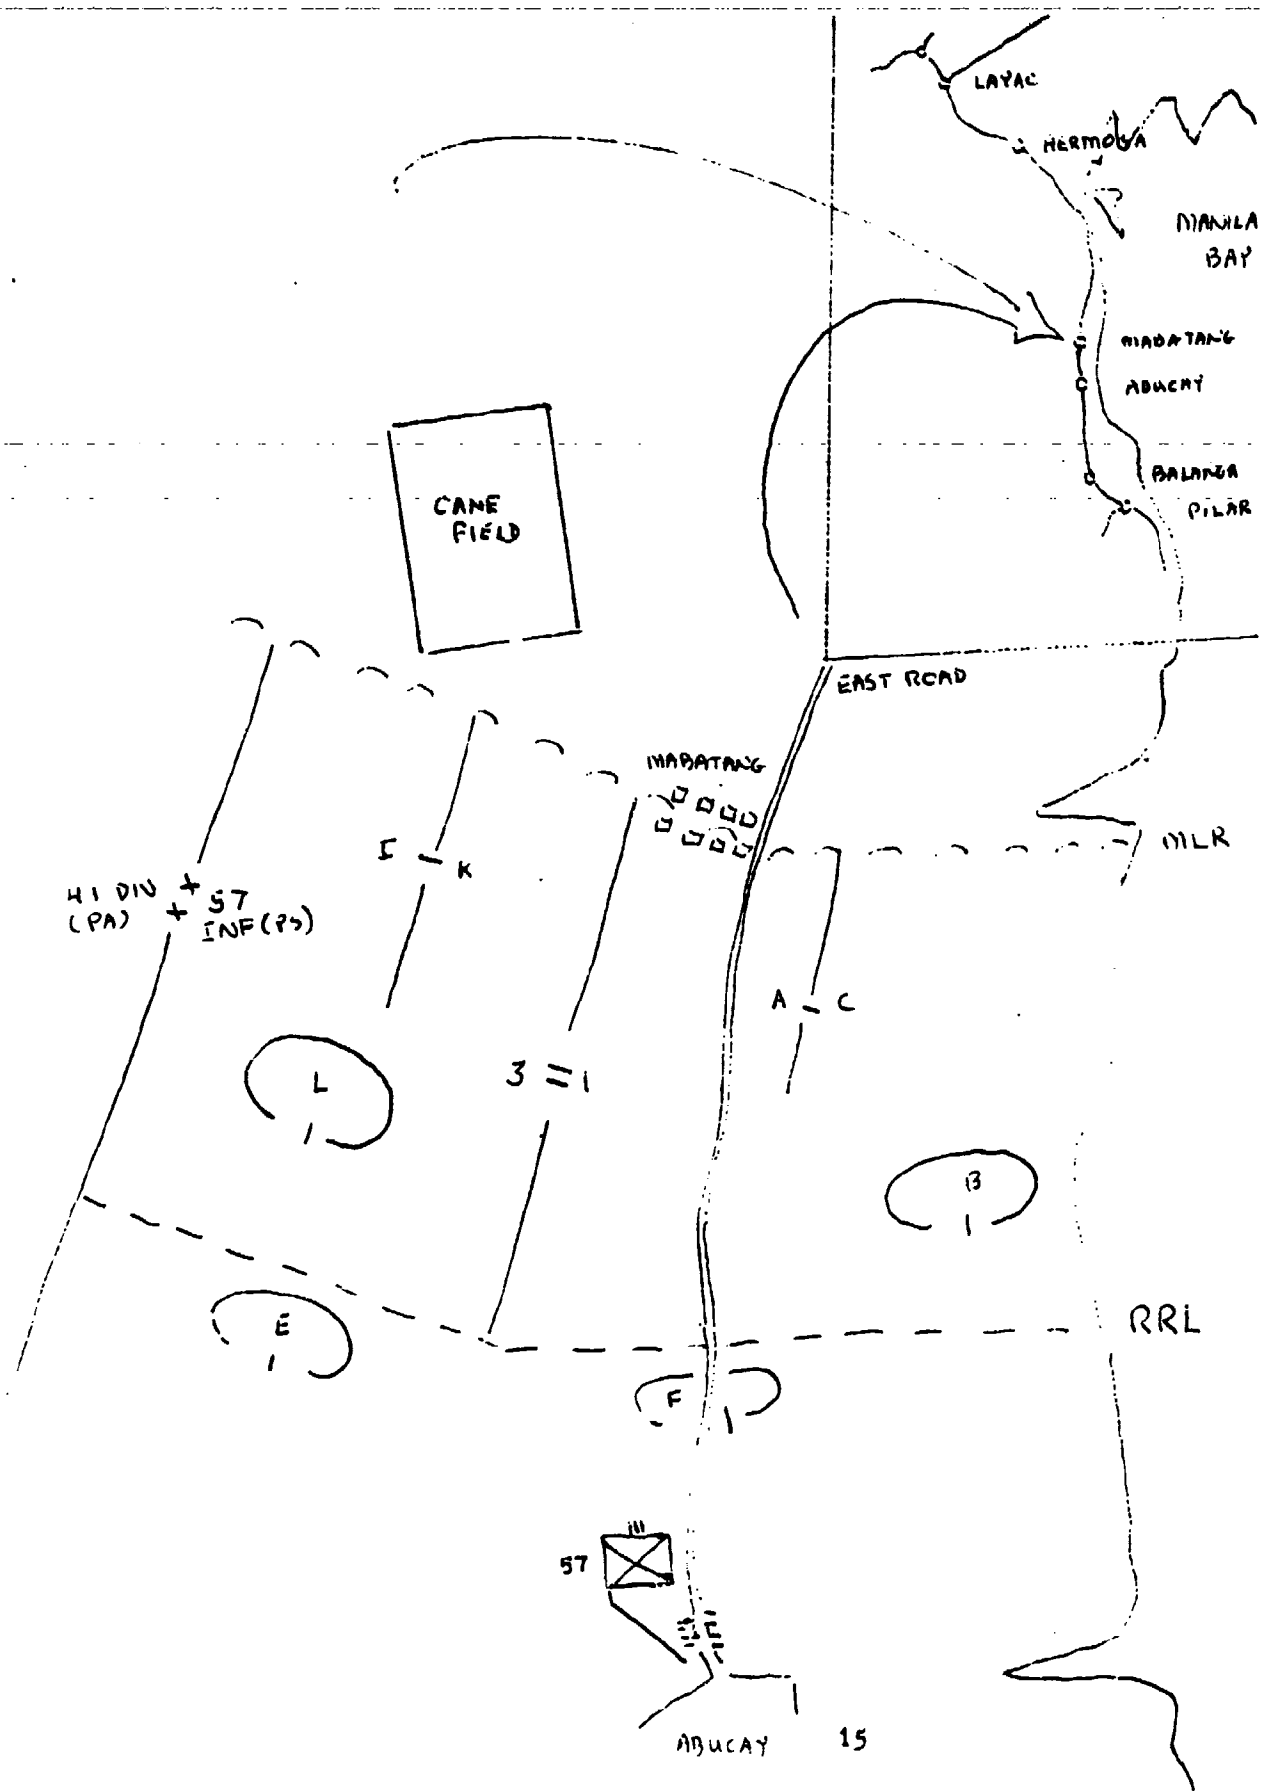 LAYAC
HERMOSA
MANILA
BAY
MABATANG
ABUCAY
BALANGA
PILAR
CANE
FIELD
EAST ROAD
MABATANG
MLR
I K
41 DIV 57
(PA) INF (PS)
A C
L
3 1
B
E
RRL
F
57
ABUCAY
15